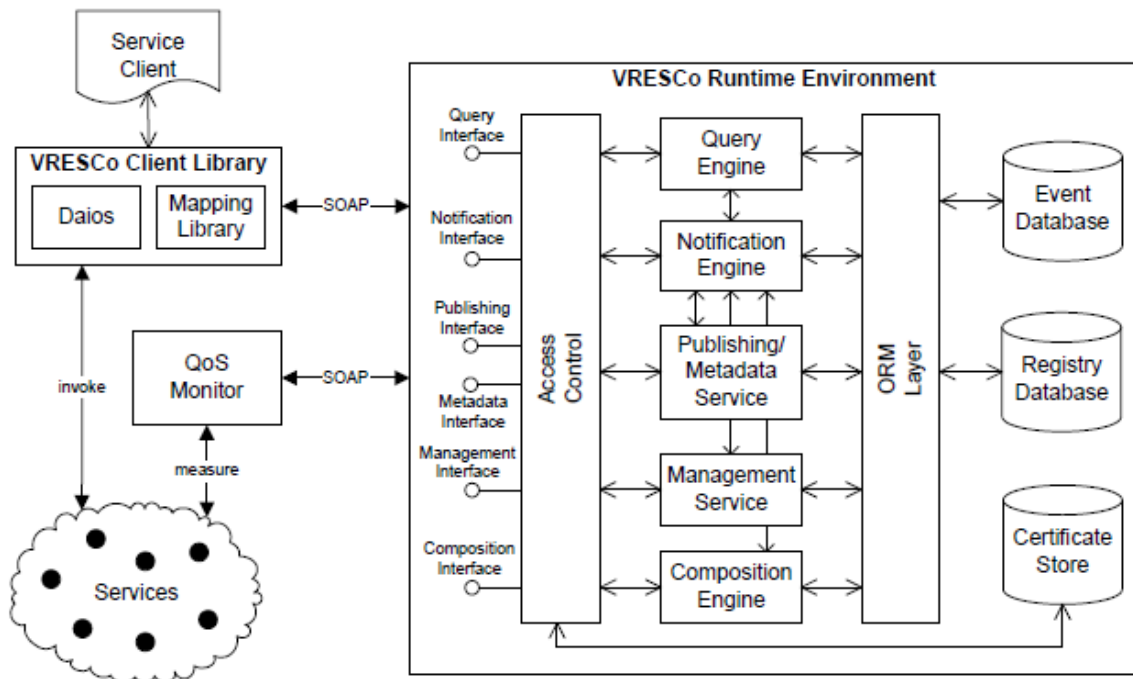 Service
Client
VRESCo Client Library
Daios
Mapping
Library
SOAP
invoke
QoS
Monitor
SOAP
measure
Services
VRESCo Runtime Environment
Query
Interface
Notification
Interface
Publishing
Interface
Metadata
Interface
Management
Interface
Composition
Interface
Access
Control
Query
Engine
Notification
Engine
Publishing/
Metadata
Service
Management
Service
Composition
Engine
ORM
Layer
Event
Database
Registry
Database
Certificate
Store